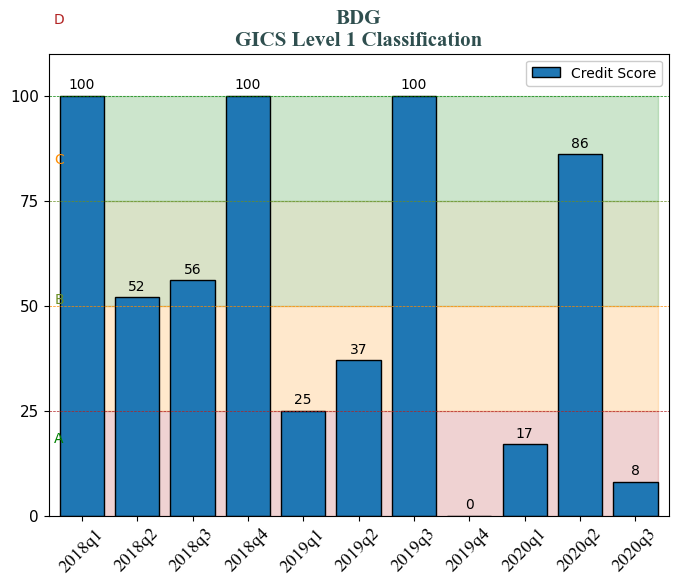 D
BDG
GICS Level 1 Classification
Credit Score
100
100
100
100
C
86
75
56
52
B
50
37
25
25
A
17
8
0
0
2018q1
2018q2
2018q3
2018q4
2019q1
2019q2
2019q3
2019q4
2020q1
2020q2
2020q3